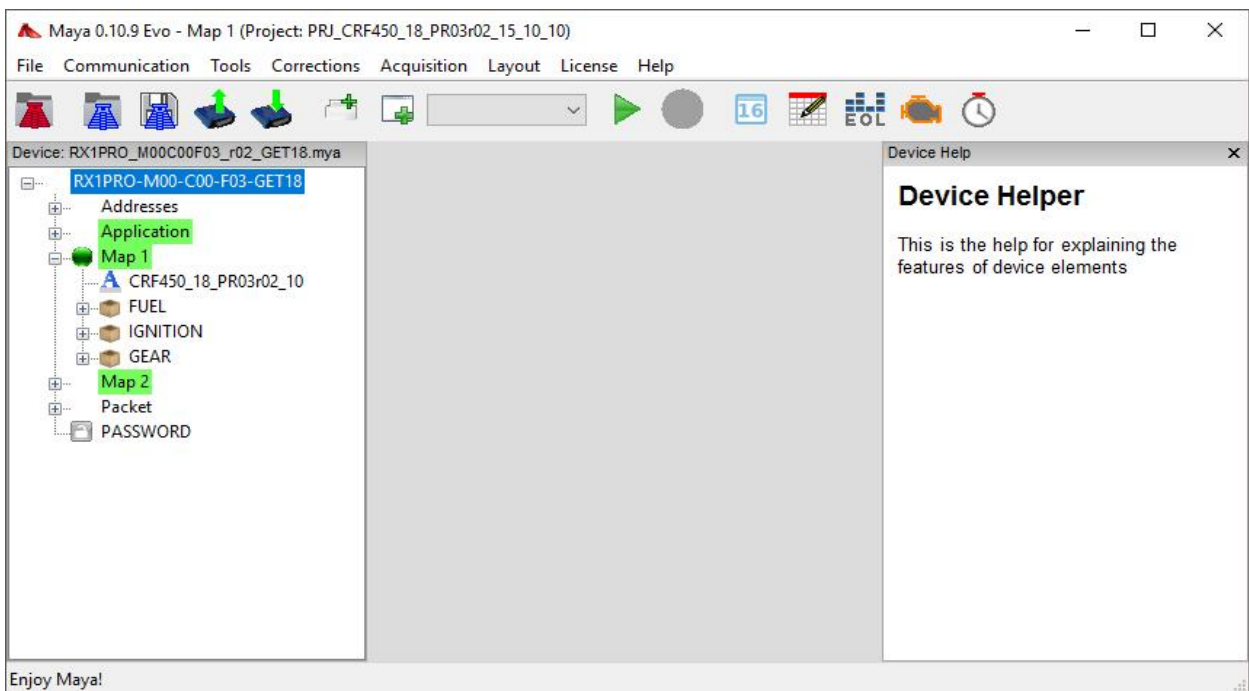 Maya 0.10.9 Evo - Map 1 (Project: PRJ_CRF450_18_PR03r02_15_10_10)
File Communication Tools Corrections Acquisition Layout License Help
16
EOL
Device: RX1PRO_M00C00F03_r02_GET18.mya
RX1PRO-M00-C00-F03-GET18
Addresses
Application
Map 1
A CRF450_18_PR03r02_10
FUEL
IGNITION
GEAR
Map 2
Packet
PASSWORD
Device Help
Device Helper
This is the help for explaining the
features of device elements
Enjoy Maya!